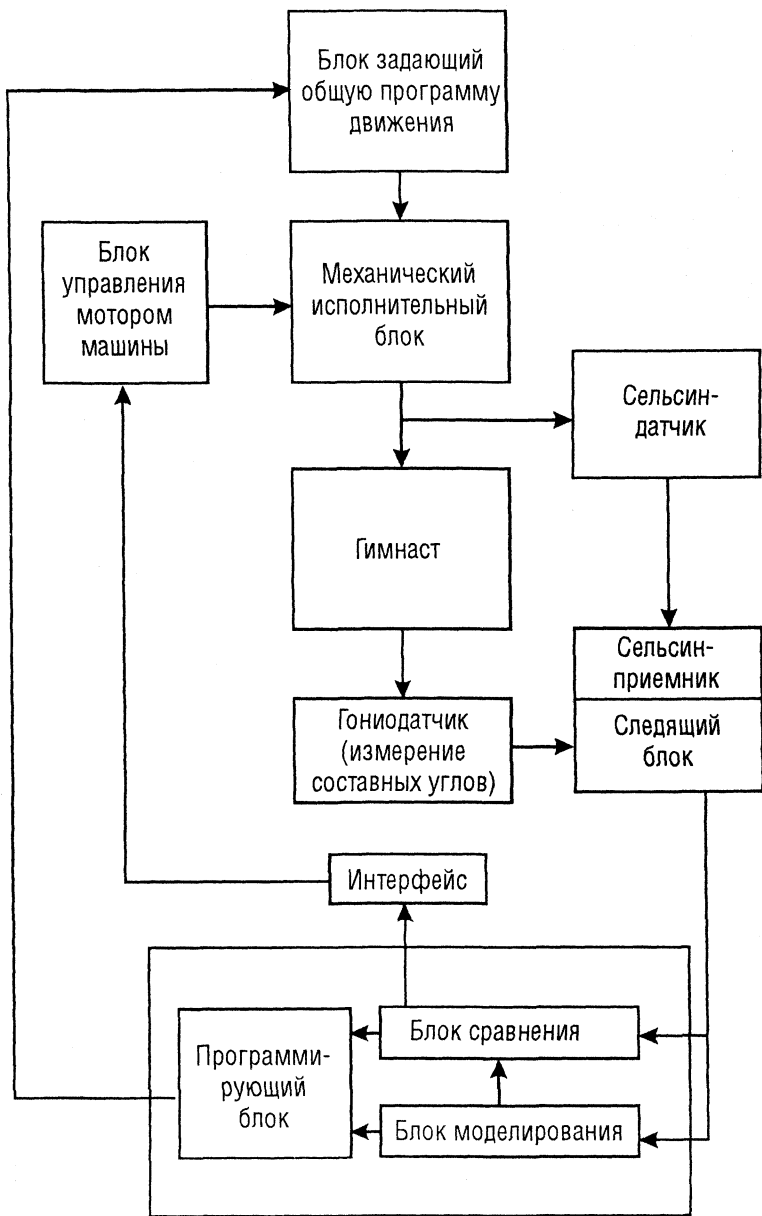 Блок задающий
общую программу
движения
Блок
управления
мотором
машины
Механический
исполнительный
блок
Сельсин-
датчик
Гимнаст
Сельсин-
приемник
Гониодатчик
(измерение
составных углов)
Следящий
блок
Интерфейс
Программи-
рующий
блок
Блок сравнения
Блок моделирования